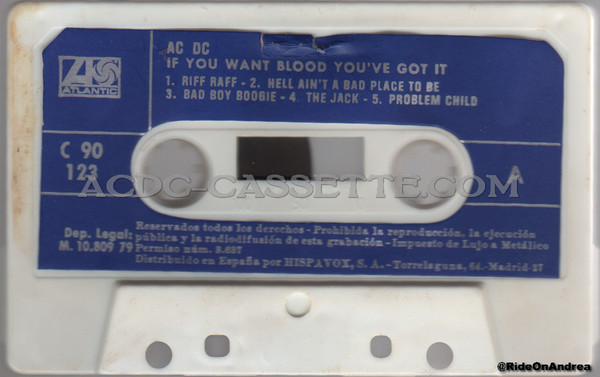 AC DC
IF YOU WANT BLOOD YOU'VE GOT IT
1. RIFF RAFF - 2. HELL AIN'T A BAD PLACE TO BE
3. BAD BOY BOOGIE - 4. THE JACK - 5. PROBLEM CHILD
ATLANTIC
C 90
123
A
ACDC-CASSETTE.COM
Dep. Legal:
M. 10.809 79
Reservados todos los derechos - Prohibida la reproducción, la ejecución
pública y la radiodifusión de esta grabación - Impuesto de Lujo a Metálico
Permiso núm. 8.637
Distribuido en España por HISPAVOX, S. A. - Torrelaguna, 64.-Madrid-27
@RideOnAndrea